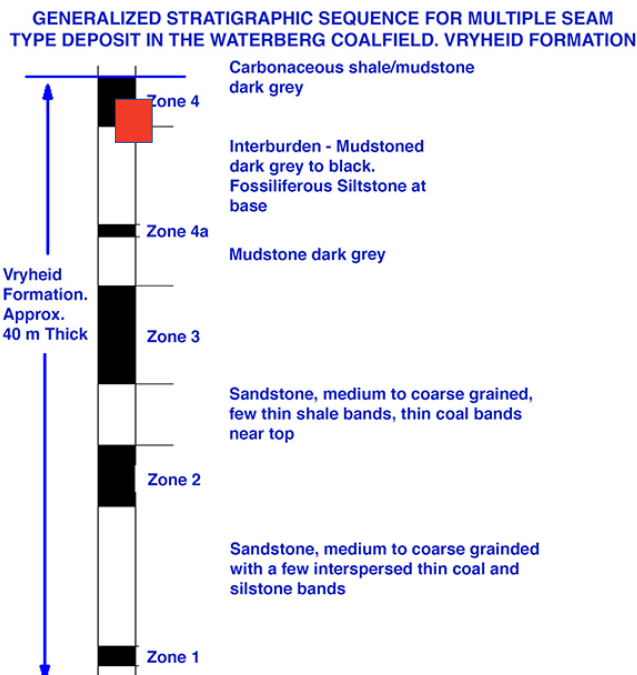 GENERALIZED STRATIGRAPHIC SEQUENCE FOR MULTIPLE SEAM
TYPE DEPOSIT IN THE WATERBERG COALFIELD. VRYHEID FORMATION
Carbonaceous shale/mudstone
dark grey
Zone 4
Interburden - Mudstoned
dark grey to black.
Fossiliferous Siltstone at
base
Zone 4a
Mudstone dark grey
Vryheid
Formation.
Approx.
40 m Thick
Zone 3
Sandstone, medium to coarse grained,
few thin shale bands, thin coal bands
near top
Zone 2
Sandstone, medium to coarse grainded
with a few interspersed thin coal and
silstone bands
Zone 1